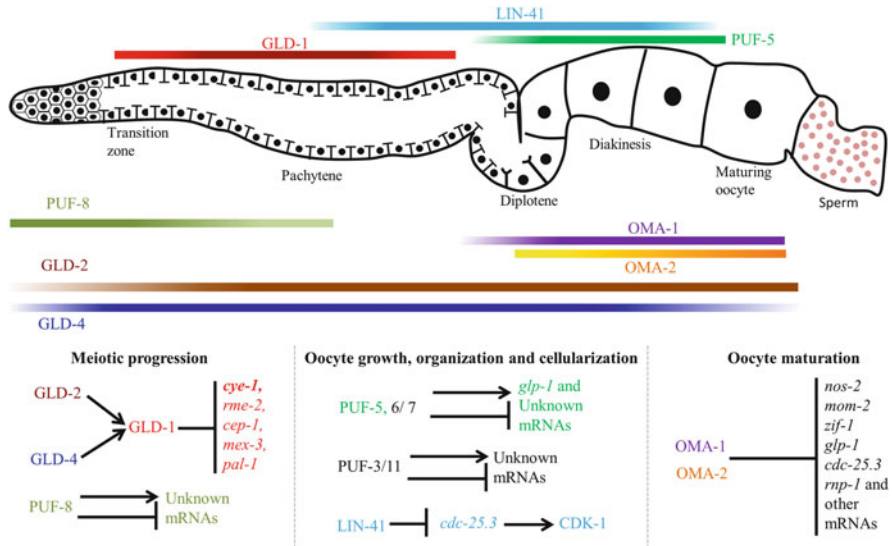 LIN-41
PUF-5
GLD-1
Transition
zone
Pachytene
Diplotene
Diakinesis
Maturing
oocyte
Sperm
PUF-8
OMA-1
OMA-2
GLD-2
GLD-4
Meiotic progression
GLD-2
GLD-4
GLD-1
cye-1,
rme-2,
cep-1,
mex-3,
pal-1
PUF-8
Unknown
mRNAs
Oocyte growth, organization and cellularization
PUF-5, 6/ 7
glp-1 and
Unknown
mRNAs
PUF-3/11
Unknown
mRNAs
LIN-41
cdc-25.3
CDK-1
Oocyte maturation
OMA-1
OMA-2
nos-2
mom-2
zif-1
glp-1
cdc-25.3
rnp-1 and
other
mRNAs